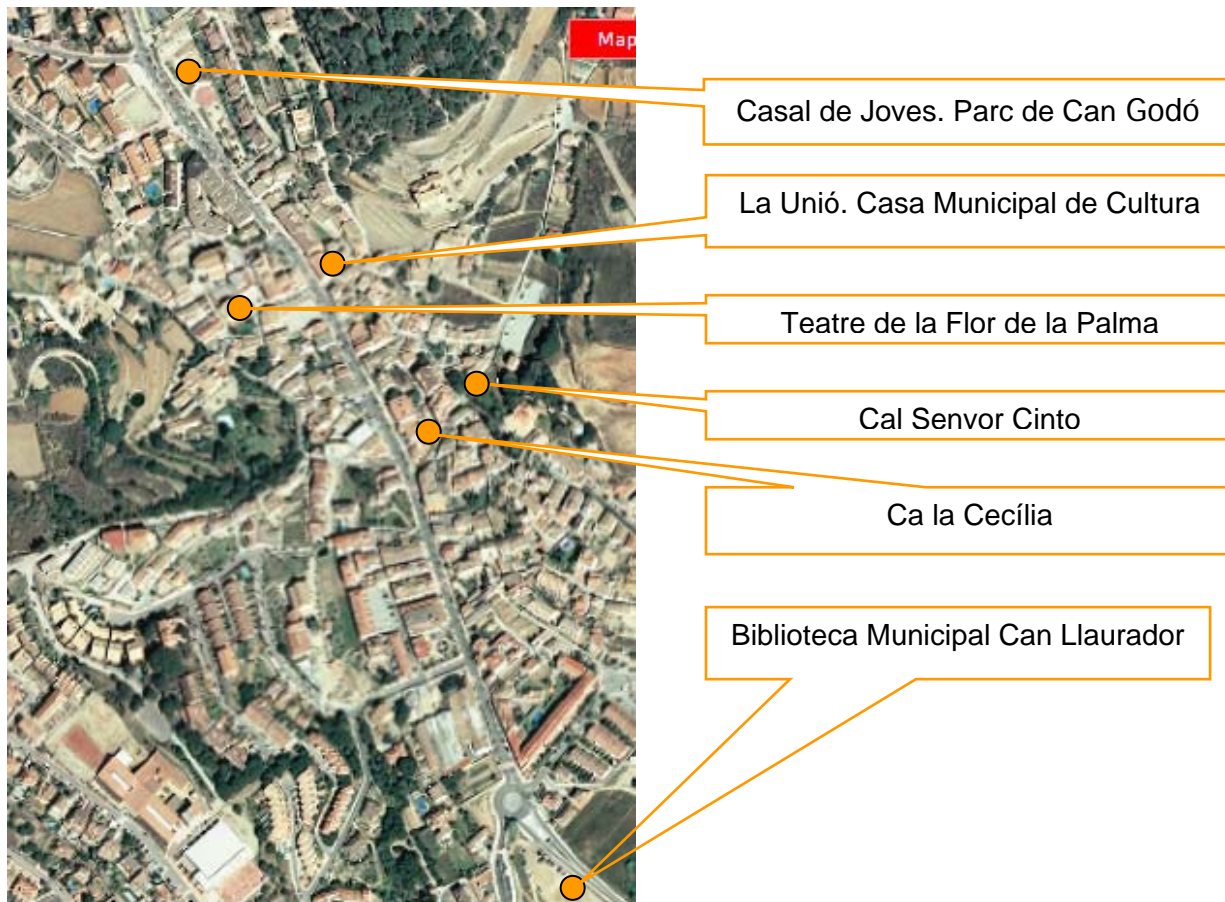 Map
Casal de Joves. Parc de Can Godó
La Unió. Casa Municipal de Cultura
Teatre de la Flor de la Palma
Cal Senvor Cinto
Ca la Cecília
Biblioteca Municipal Can Llaurador